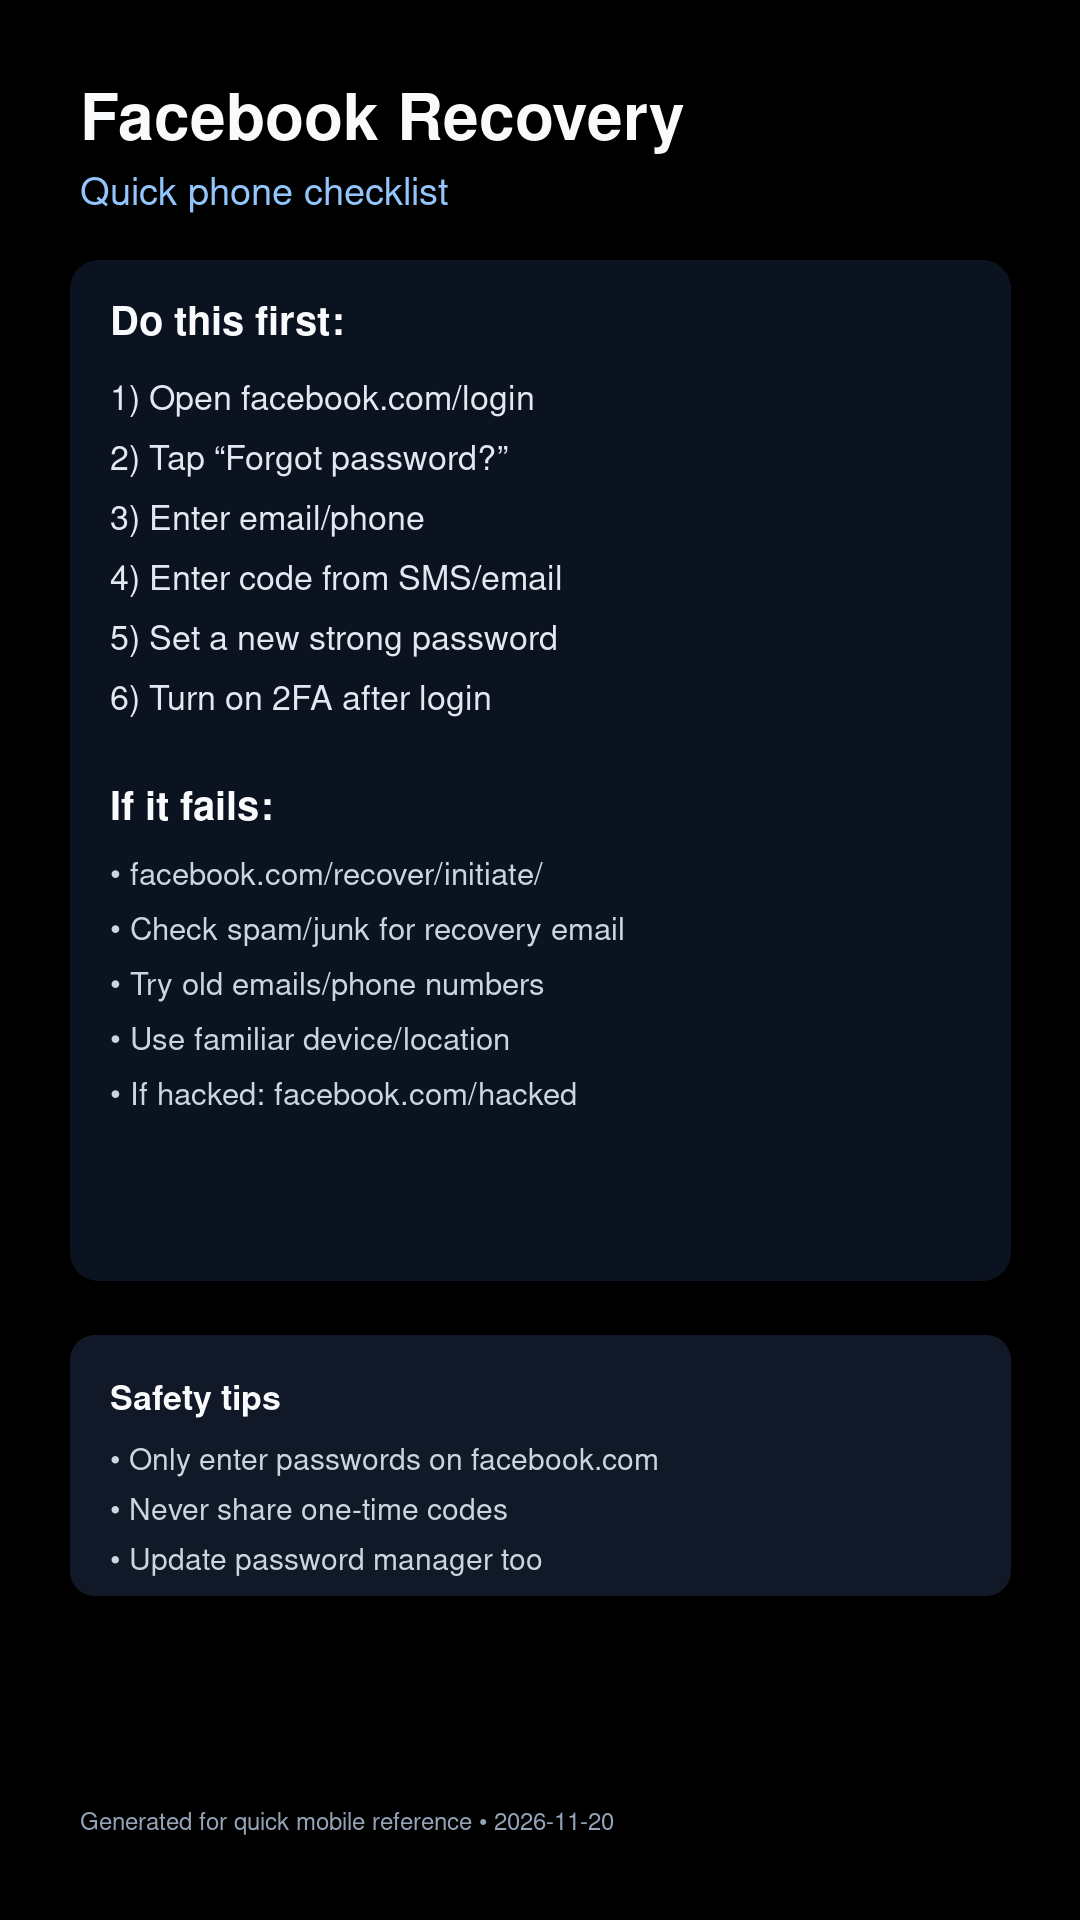 Facebook Recovery
Quick phone checklist
Do this first:
1) Open facebook.com/login
2) Tap “Forgot password?”
3) Enter email/phone
4) Enter code from SMS/email
5) Set a new strong password
6) Turn on 2FA after login
If it fails:
• facebook.com/recover/initiate/
• Check spam/junk for recovery email
• Try old emails/phone numbers
• Use familiar device/location
• If hacked: facebook.com/hacked
Safety tips
• Only enter passwords on facebook.com
• Never share one-time codes
• Update password manager too
Generated for quick mobile reference • 2026-11-20